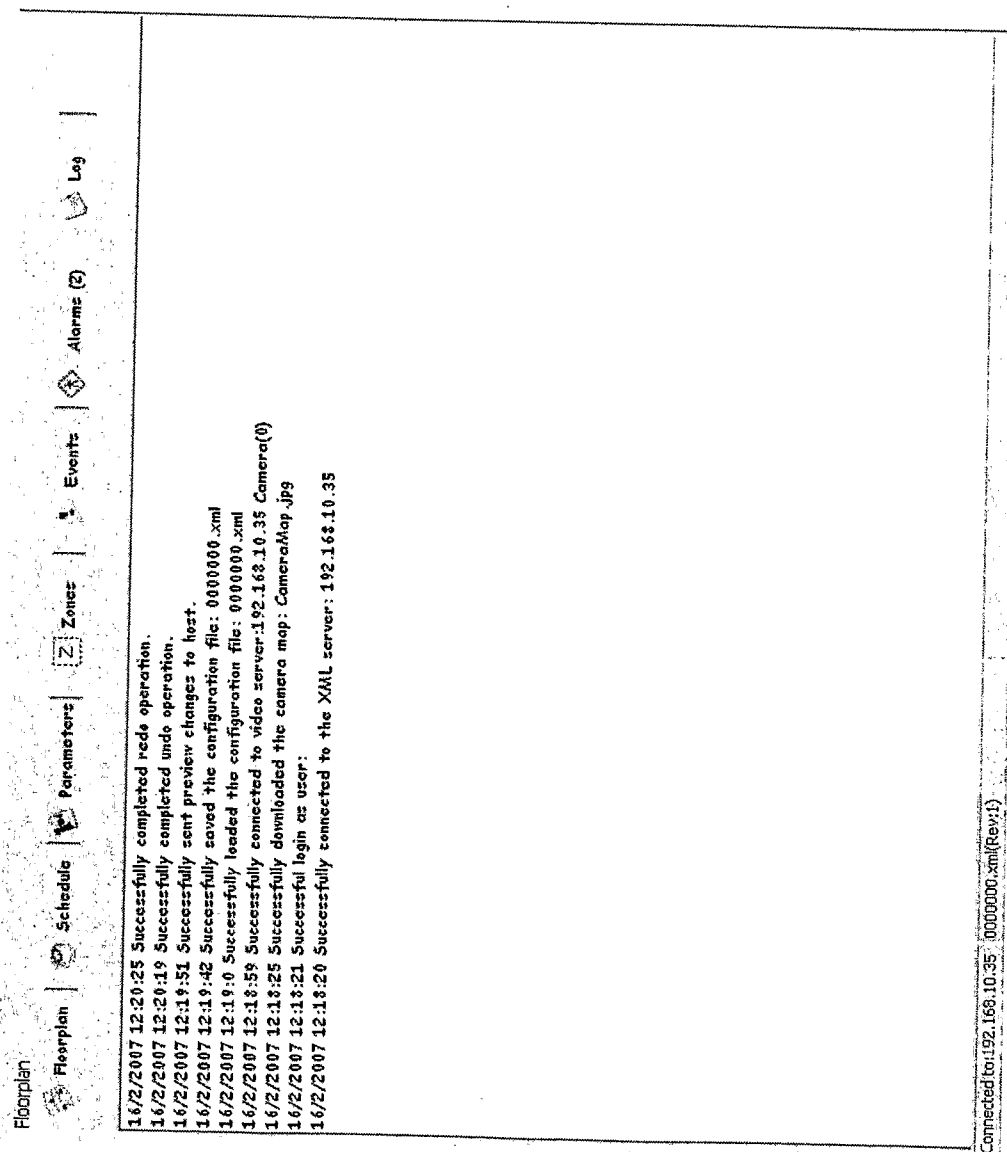 Floorplan
Floorplan Schedule Parameters Z Zones Events Alarms (2) Log
16/2/2007 12:20:25 Successfully completed redo operation.
16/2/2007 12:20:19 Successfully completed undo operation.
16/2/2007 12:19:51 Successfully sent preview changes to host.
16/2/2007 12:19:42 Successfully saved the configuration file: 0000000.xml
16/2/2007 12:19:0 Successfully loaded the configuration file: 0000000.xml
16/2/2007 12:18:59 Successfully connected to video server:192.168.10.35 Camera(0)
16/2/2007 12:18:25 Successfully downloaded the camera map: CameraMap.jpg
16/2/2007 12:18:21 Successful login as user:
16/2/2007 12:18:20 Successfully connected to the XML server: 192.168.10.35
Connected to:192.168.10.35 0000000.xml(Rev:1)